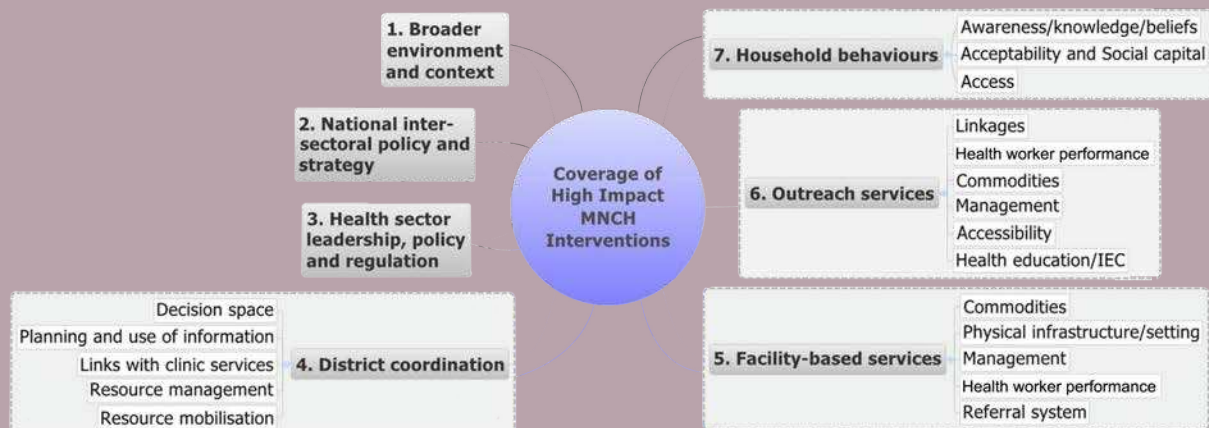 1. Broader
environment
and context
2. National inter-
sectoral policy and
strategy
3. Health sector
leadership, policy
and regulation
Decision space
Planning and use of information
Links with clinic services
Resource management
Resource mobilisation
4. District coordination
Coverage of
High Impact
MNCH
Interventions
7. Household behaviours
Awareness/knowledge/beliefs
Acceptability and Social capital
Access
6. Outreach services
Linkages
Health worker performance
Commodities
Management
Accessibility
Health education/IEC
5. Facility-based services
Commodities
Physical infrastructure/setting
Management
Health worker performance
Referral system